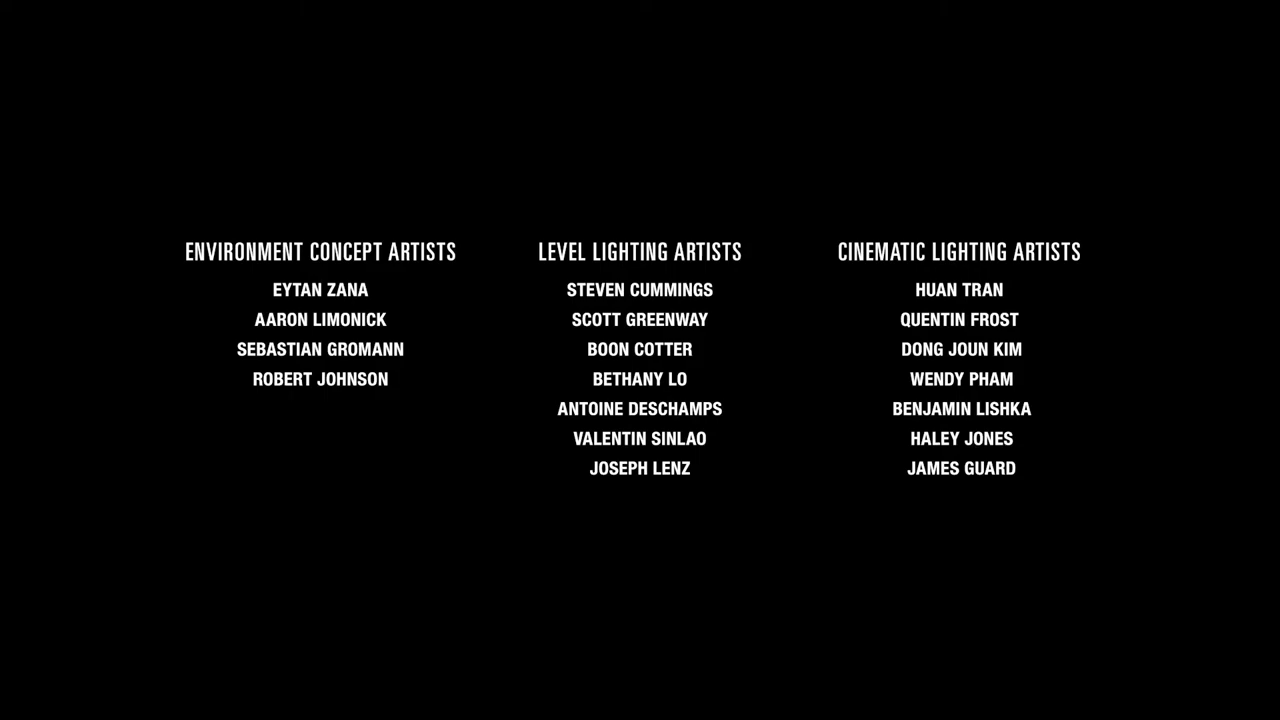 ENVIRONMENT CONCEPT ARTISTS
EYTAN ZANA
AARON LIMONICK
SEBASTIAN GROMANN
ROBERT JOHNSON
LEVEL LIGHTING ARTISTS
STEVEN CUMMINGS
SCOTT GREENWAY
BOON COTTER
BETHANY LO
ANTOINE DESCHAMPS
VALENTIN SINLAO
JOSEPH LENZ
CINEMATIC LIGHTING ARTISTS
HUAN TRAN
QUENTIN FROST
DONG JOUN KIM
WENDY PHAM
BENJAMIN LISHKA
HALEY JONES
JAMES GUARD